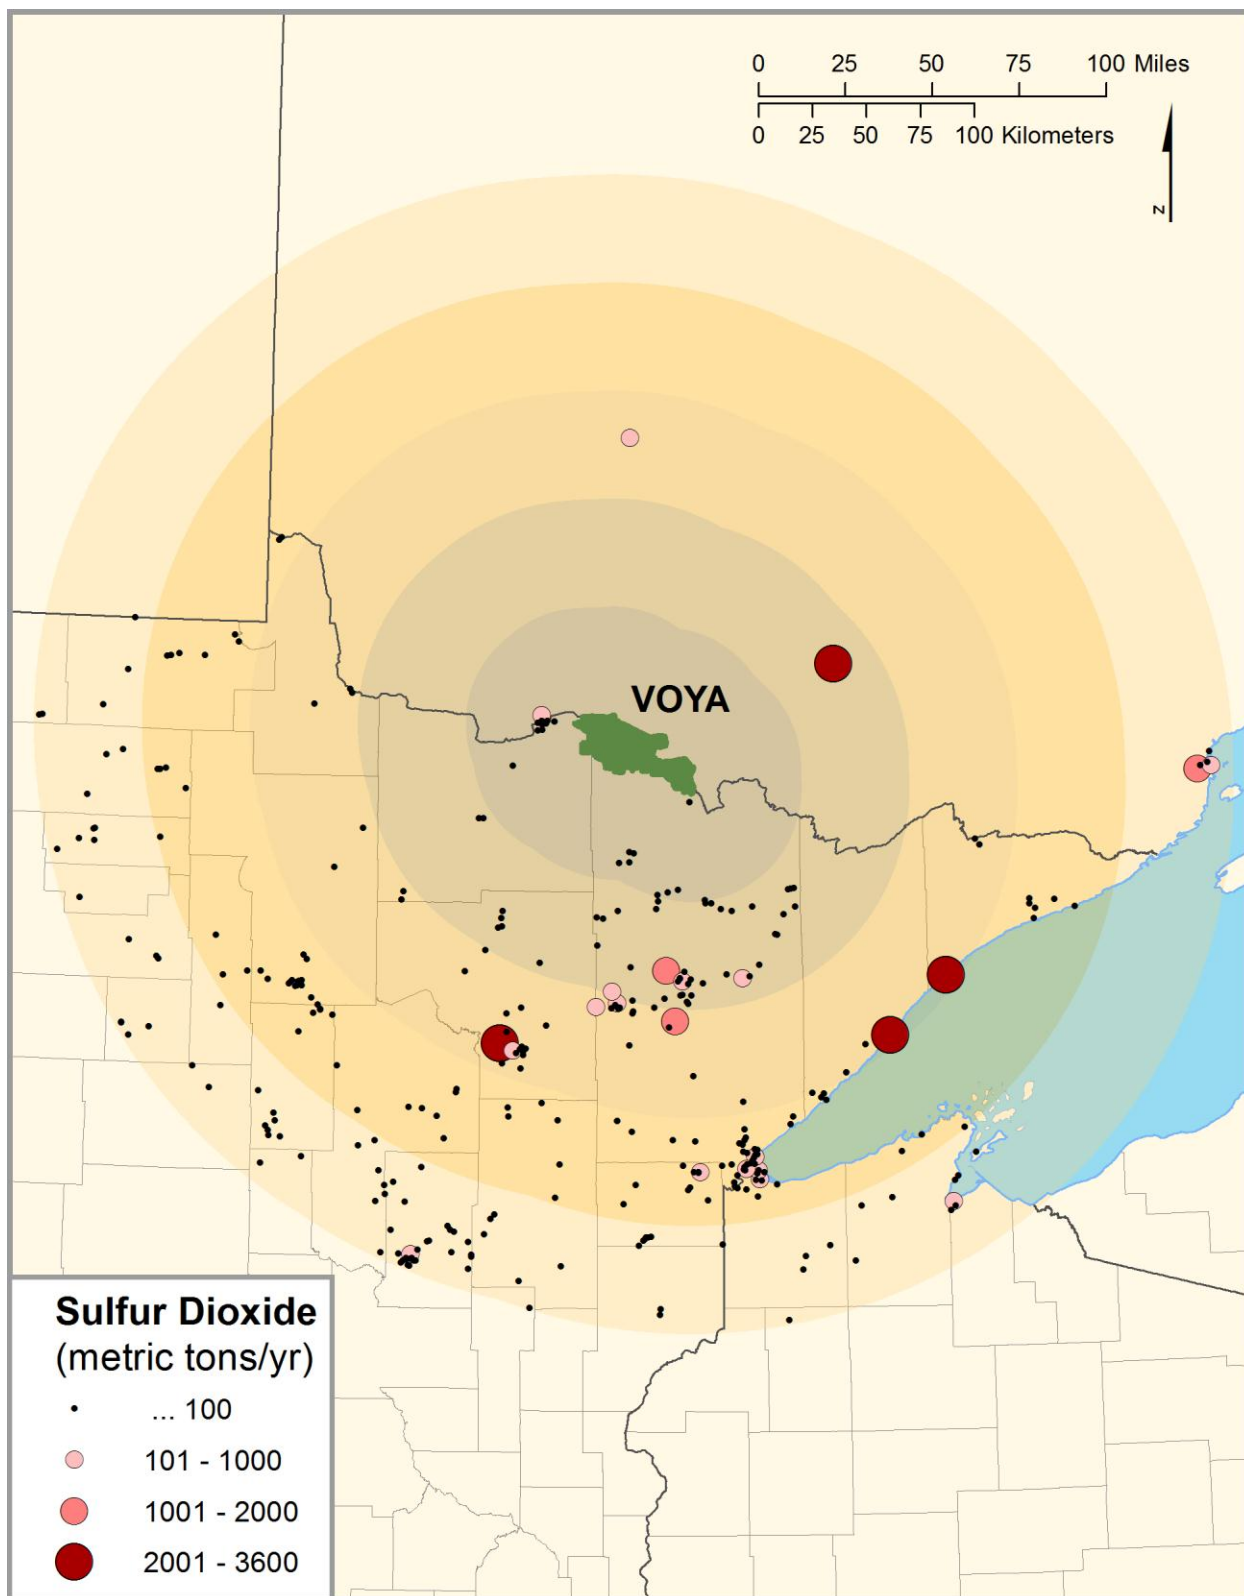 0 25 50 75 100 Miles
0 25 50 75 100 Kilometers
z
VOYA
Sulfur Dioxide
(metric tons/yr)
... 100
101 - 1000
1001 - 2000
2001 - 3600